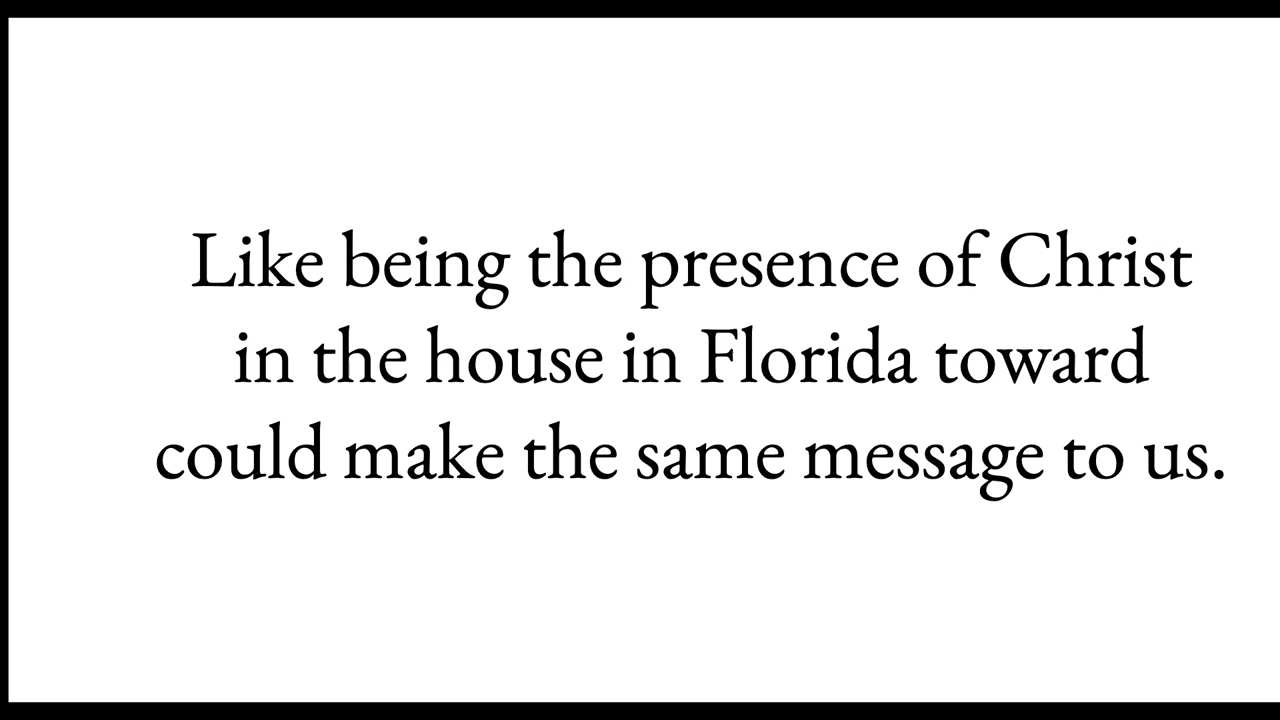 Like being the presence of Christ
in the house in Florida toward
could make the same message to us.